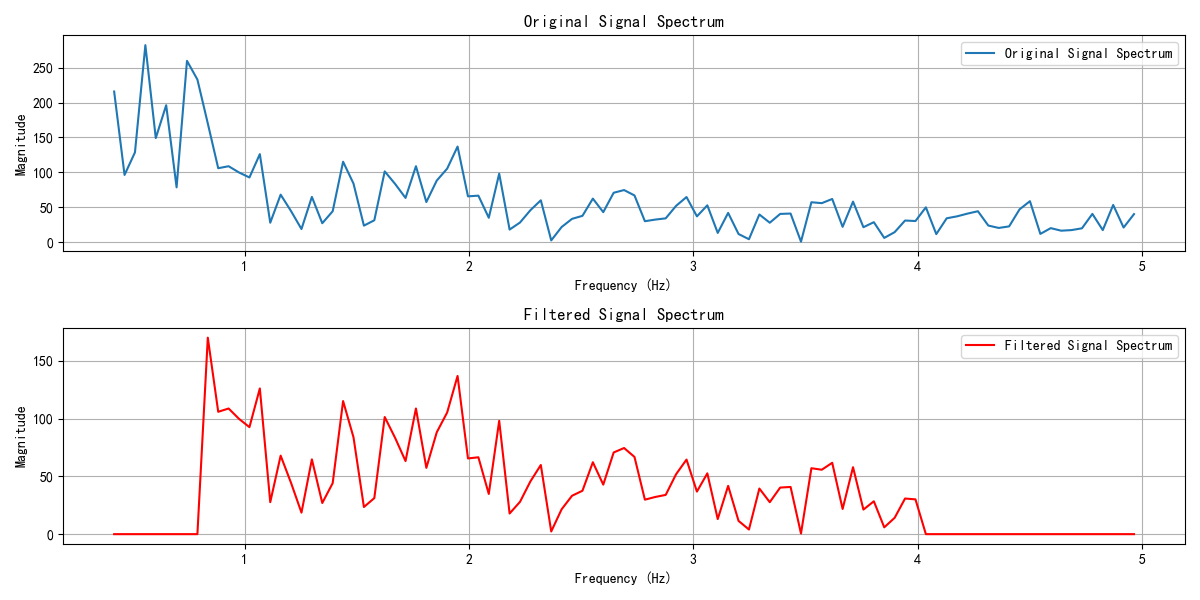 Original Signal Spectrum
Original Signal Spectrum
Magnitude
250
200
150
100
50
0
1
2
3
4
5
Frequency (Hz)
Filtered Signal Spectrum
Filtered Signal Spectrum
Magnitude
150
100
50
0
1
2
3
4
5
Frequency (Hz)